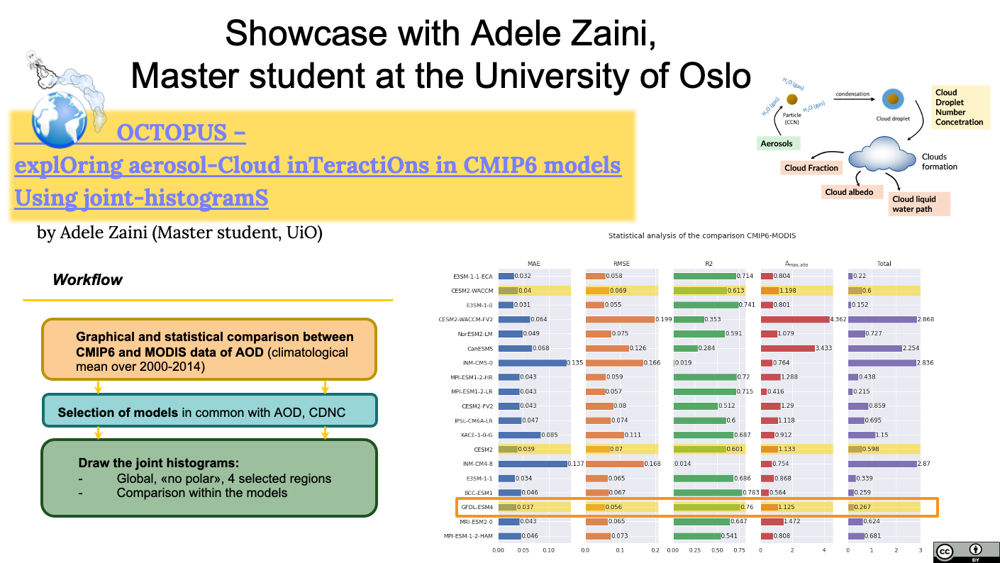 Showcase with Adele Zaini,
Master student at the University of Oslo
OCTOPUS –
explOring aerosol-Cloud inTeractiOns in CMIP6 models
Using joint-histogramS
by Adele Zaini (Master student, UiO)
H₂O (gas)
H₂O (gas)
H₂O (gas)
Particle
(CCN)
condensation
Cloud droplet
Cloud
Droplet
Number
Concetration
Aerosols
Clouds
formation
Cloud Fraction
Cloud albedo
Cloud liquid
water path
Workflow
Graphical and statistical comparison between
CMIP6 and MODIS data of AOD (climatological
mean over 2000-2014)
Selection of models in common with AOD, CDNC
Draw the joint histograms:
- Global, «no polar», 4 selected regions
- Comparison within the models
Statistical analysis of the comparison CMIP6-MODIS
MAE RMSE R2 Δmax,abs Total
E3SM-1-1-ECA 0.032 0.058 0.714 0.804 0.22
CESM2-WACCM 0.04 0.069 0.613 1.198 0.6
E3SM-1-0 0.031 0.055 0.741 0.801 0.152
CESM2-WACCM-FV2 0.064 0.199 0.353 4.362 2.868
NorESM2-LM 0.049 0.075 0.591 1.079 0.727
CanESM5 0.068 0.126 0.284 3.433 2.254
INM-CM5-0 0.135 0.166 0.019 0.764 2.836
MPI-ESM1-2-HR 0.043 0.059 0.72 1.288 0.438
MPI-ESM1-2-LR 0.043 0.057 0.715 0.416 0.215
CESM2-FV2 0.043 0.08 0.512 1.29 0.859
IPSL-CM6A-LR 0.047 0.074 0.6 1.118 0.695
KACE-1-0-G 0.085 0.111 0.687 0.912 1.15
CESM2 0.039 0.07 0.601 1.133 0.598
INM-CM4-8 0.137 0.168 0.014 0.754 2.87
E3SM-1-1 0.034 0.065 0.686 0.868 0.339
BCC-ESM1 0.046 0.067 0.783 0.564 0.259
GFDL-ESM4 0.037 0.056 0.76 1.125 0.267
MRI-ESM2-0 0.043 0.065 0.647 1.472 0.624
MPI-ESM-1-2-HAM 0.046 0.073 0.541 0.808 0.681
0.00 0.05 0.10 0.0 0.1 0.2 0.00 0.25 0.50 0.75 0 2 4 0 1 2 3
cc BY